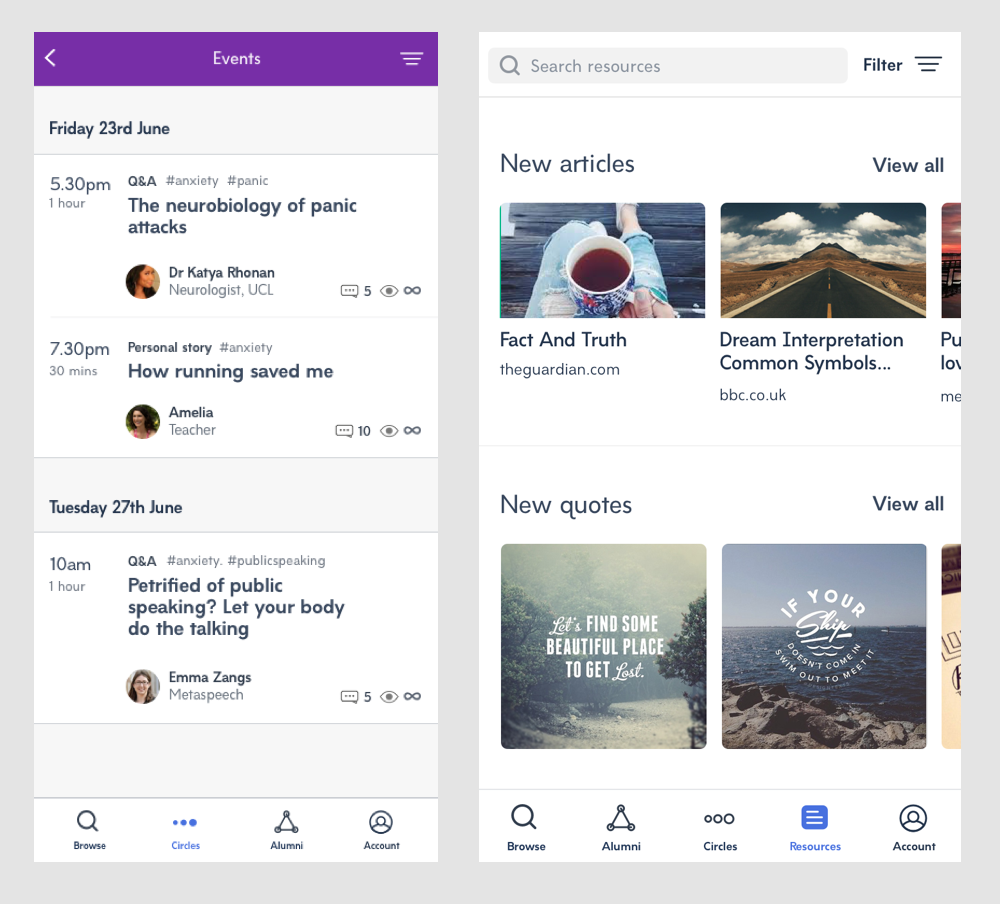 Events
Friday 23rd June
5.30pm
1 hour
Q&A #anxiety #panic
The neurobiology of panic
attacks
Dr Katya Rhonan
Neurologist, UCL
5
7.30pm
30 mins
Personal story #anxiety
How running saved me
Amelia
Teacher
10
Tuesday 27th June
10am
1 hour
Q&A #anxiety. #publicspeaking
Petrified of public
speaking? Let your body
do the talking
Emma Zangs
Metaspeech
5
Browse
Circles
Alumni
Account
Search resources
Filter
New articles
View all
Fact And Truth
theguardian.com
Dream Interpretation
Common Symbols...
bbc.co.uk
Pu
lov
me
New quotes
View all
Let's FIND SOME
BEAUTIFUL PLACE
TO GET Lost.
IF YOUR
Ship
DOESN'T COME IN
SWIM OUT TO MEET IT
Browse
Alumni
Circles
Resources
Account